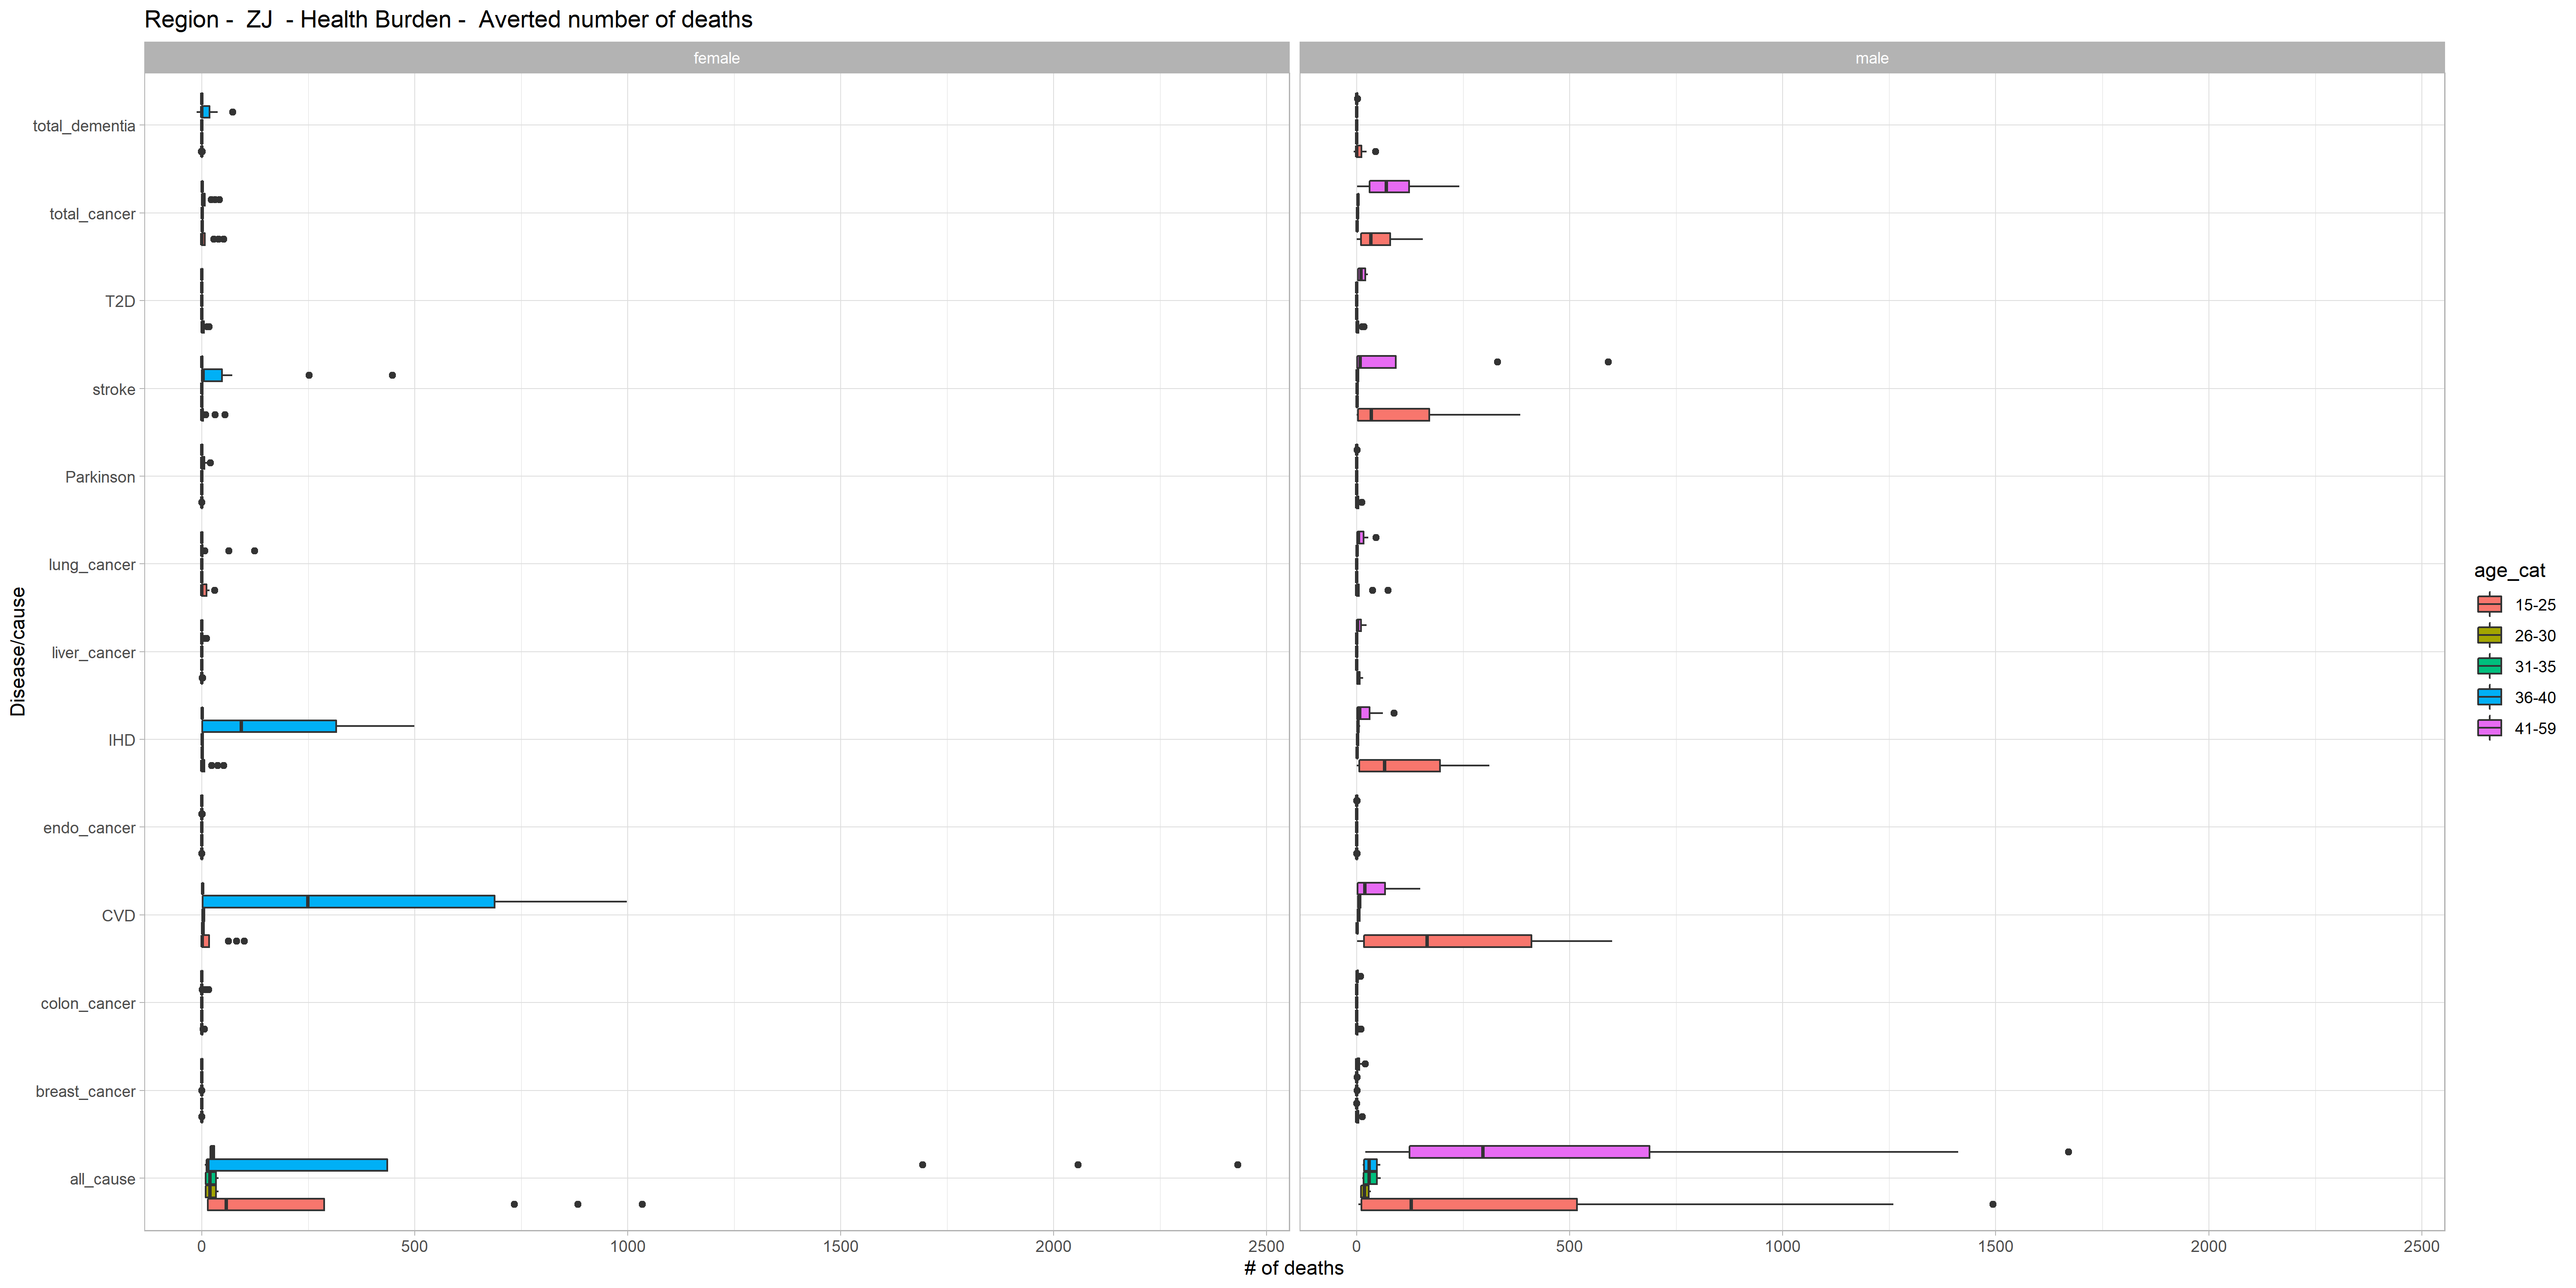 Region -  ZJ  - Health Burden -  Averted number of deaths
female
male
Disease/cause
total_dementia
total_cancer
T2D
stroke
Parkinson
lung_cancer
liver_cancer
IHD
endo_cancer
CVD
colon_cancer
breast_cancer
all_cause
0 500 1000 1500 2000 2500
0 500 1000 1500 2000 2500
# of deaths
age_cat
15-25
26-30
31-35
36-40
41-59